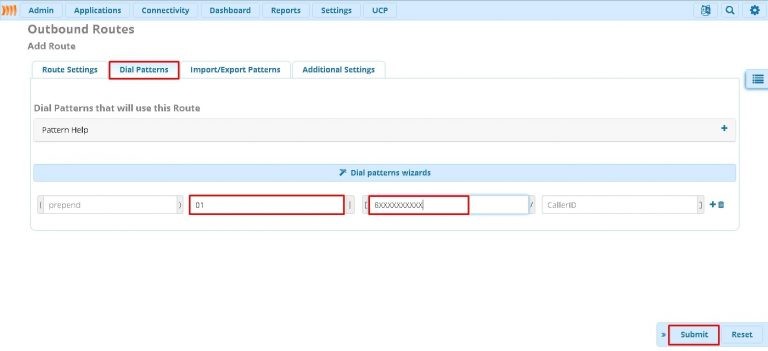 Admin Applications Connectivity Dashboard Reports Settings UCP
Outbound Routes
Add Route
Route Settings Dial Patterns Import/Export Patterns Additional Settings
Dial Patterns that will use this Route
Pattern Help +
Dial patterns wizards
( prepend ) 01 | [ 8XXXXXXXXXX / CallerID ] +
» Submit Reset